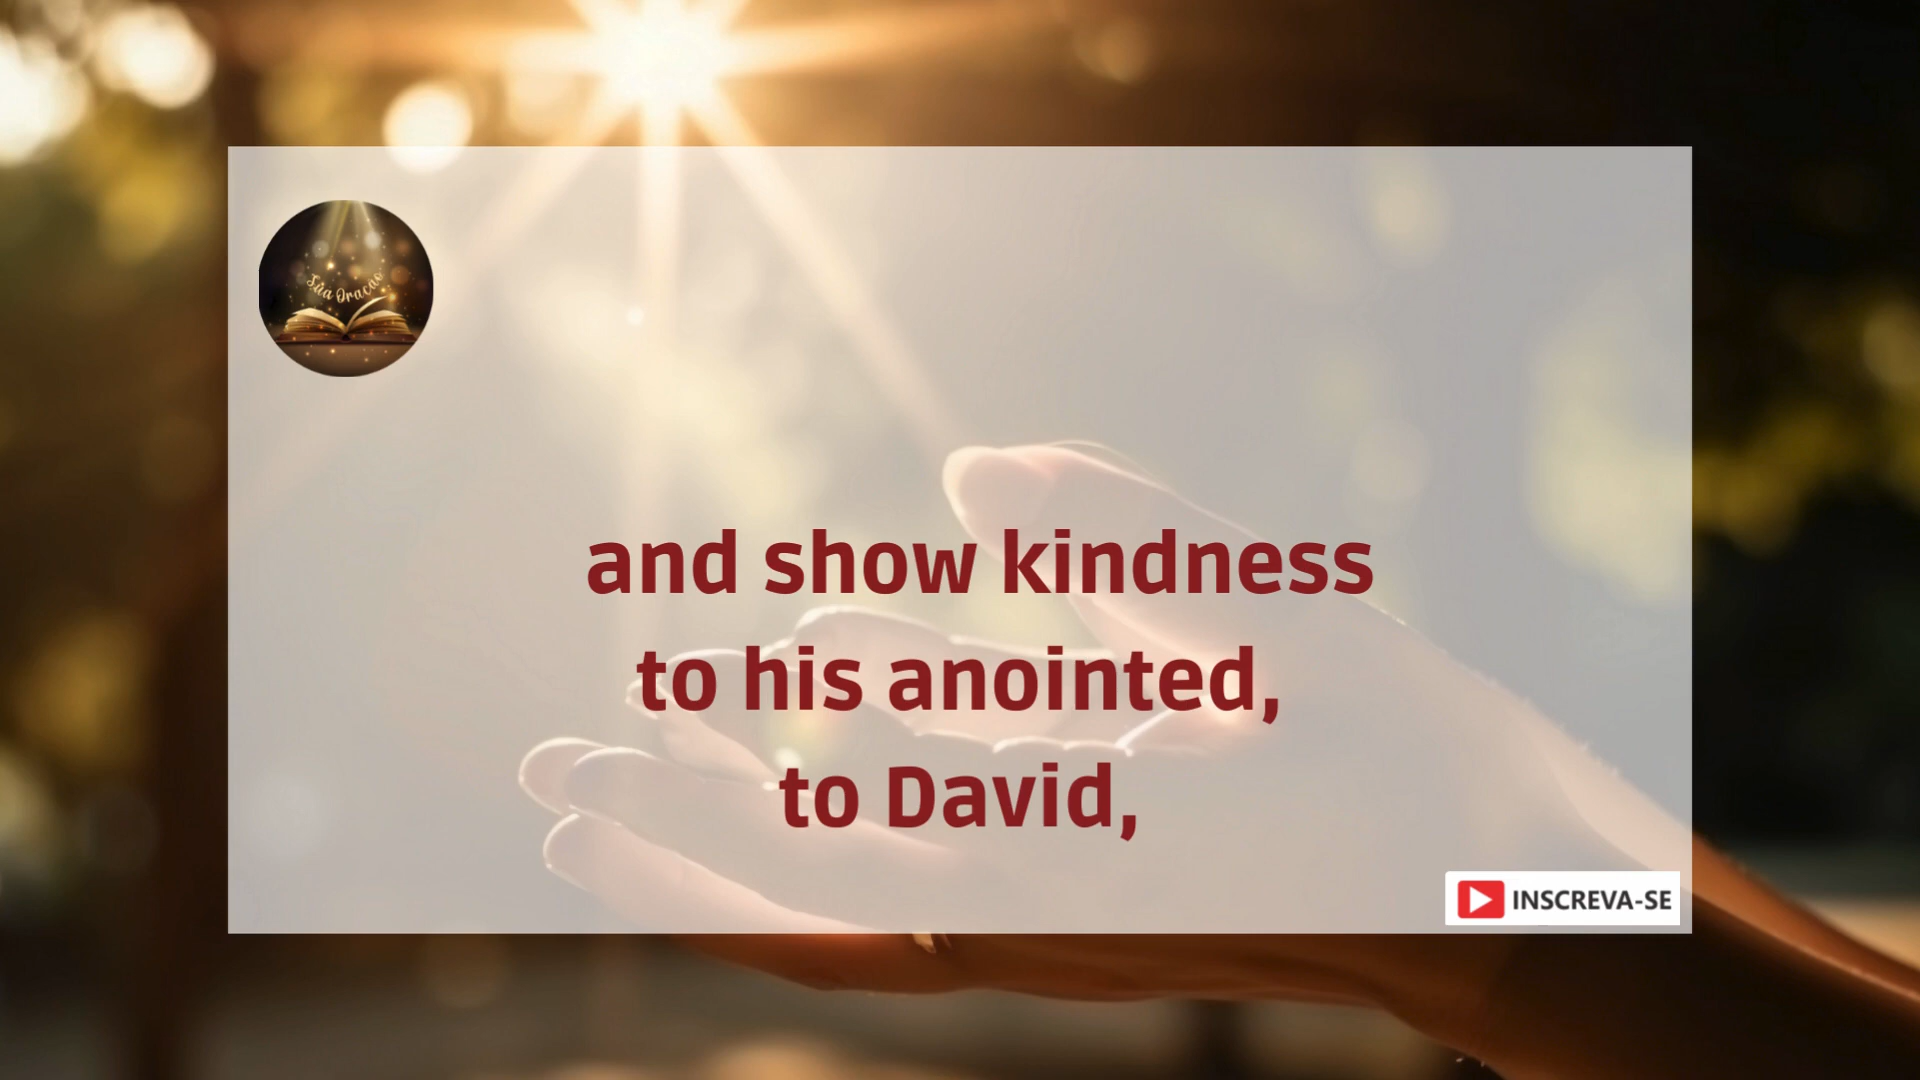 Sua Oração
and show kindness
to his anointed,
to David,
INSCREVA-SE